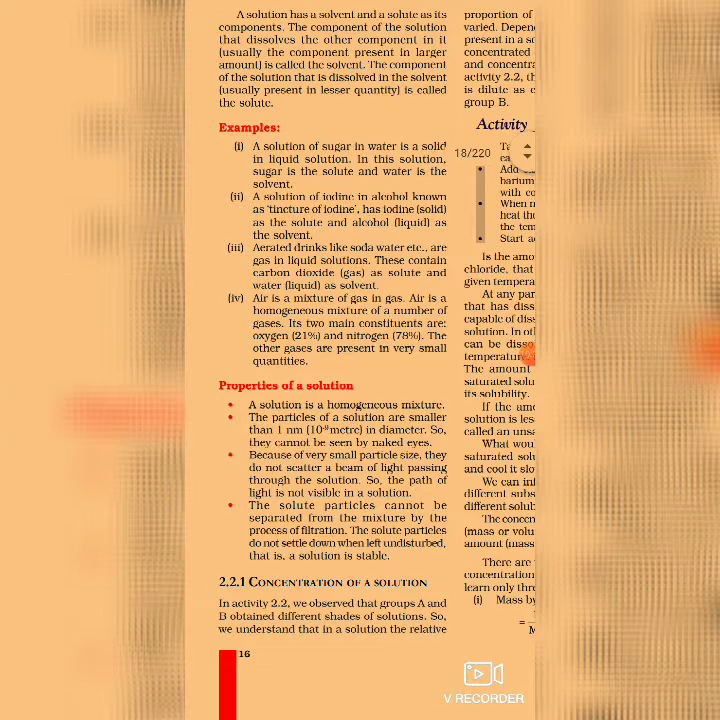 A solution has a solvent and a solute as its
components. The component of the solution
that dissolves the other component in it
(usually the component present in larger
amount) is called the solvent. The component
of the solution that is dissolved in the solvent
(usually present in lesser quantity) is called
the solute.
Examples:
(i) A solution of sugar in water is a solid
in liquid solution. In this solution,
sugar is the solute and water is the
solvent.
(ii) A solution of iodine in alcohol known
as 'tincture of iodine', has iodine (solid)
as the solute and alcohol (liquid) as
the solvent.
(iii) Aerated drinks like soda water etc., are
gas in liquid solutions. These contain
carbon dioxide (gas) as solute and
water (liquid) as solvent.
(iv) Air is a mixture of gas in gas. Air is a
homogeneous mixture of a number of
gases. Its two main constituents are:
oxygen (21%) and nitrogen (78%). The
other gases are present in very small
quantities.
Properties of a solution
• A solution is a homogeneous mixture.
• The particles of a solution are smaller
than 1 nm (10⁻⁹ metre) in diameter. So,
they cannot be seen by naked eyes.
• Because of very small particle size, they
do not scatter a beam of light passing
through the solution. So, the path of
light is not visible in a solution.
• The solute particles cannot be
separated from the mixture by the
process of filtration. The solute particles
do not settle down when left undisturbed,
that is, a solution is stable.
2.2.1 CONCENTRATION OF A SOLUTION
In activity 2.2, we observed that groups A and
B obtained different shades of solutions. So,
we understand that in a solution the relative
16
proportion of
varied. Depen
present in a so
concentrated
and concentra
activity 2.2, th
is dilute as c
group B.
Activity
18/220
Ta
ca
• Add
barium
with co
• When n
heat the
the tem
• Start a
Is the amo
chloride, that
given tempera
At any par
that has diss
capable of diss
solution. In oth
can be disso
temperature
The amount
saturated solu
its solubility.
If the amo
solution is les
called an unsa
What woul
saturated solu
and cool it slo
We can inf
different subs
different solub
The concen
(mass or volu
amount (mass
There are
concentration
learn only thre
(i) Mass by
=
M
V RECORDER